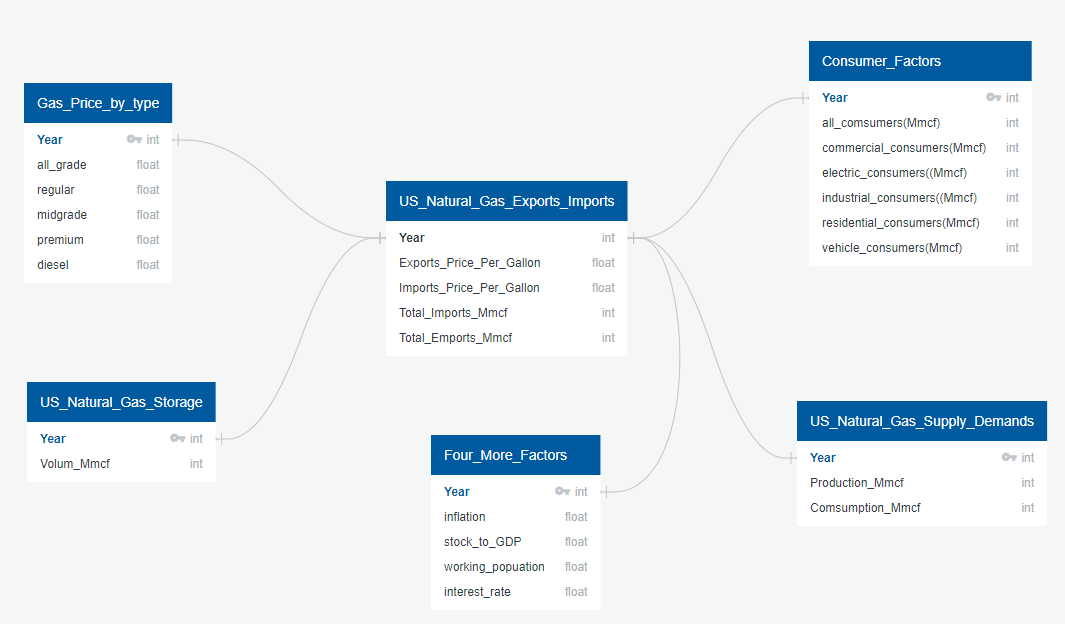 Gas_Price_by_type
Year int
all_grade float
regular float
midgrade float
premium float
diesel float
US_Natural_Gas_Storage
Year int
Volum_Mmcf int
US_Natural_Gas_Exports_Imports
Year int
Exports_Price_Per_Gallon float
Imports_Price_Per_Gallon float
Total_Imports_Mmcf int
Total_Emports_Mmcf int
Four_More_Factors
Year int
inflation float
stock_to_GDP float
working_popuation float
interest_rate float
Consumer_Factors
Year int
all_comsumers(Mmcf) int
commercial_consumers(Mmcf) int
electric_consumers((Mmcf) int
industrial_consumers((Mmcf) int
residential_consumers(Mmcf) int
vehicle_consumers(Mmcf) int
US_Natural_Gas_Supply_Demands
Year int
Production_Mmcf int
Comsumption_Mmcf int